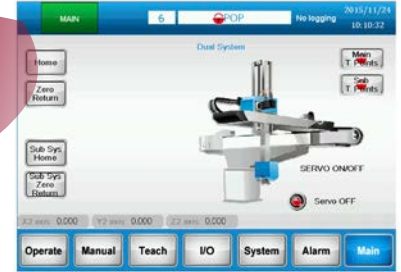 MAIN
6
POP
No logging
2015/11/24
10:10:32
Dual System
Home
Main
T. Points
Zero
Return
Sub
T. Points
Sub Sys.
Home
Sub Sys
Zero
Return
SERVO ON/OFF
Servo OFF
X2 axis: 0.000 Y2 axis: 0.000 Z2 axis: 0.000
Operate Manual Teach I/O System Alarm Main